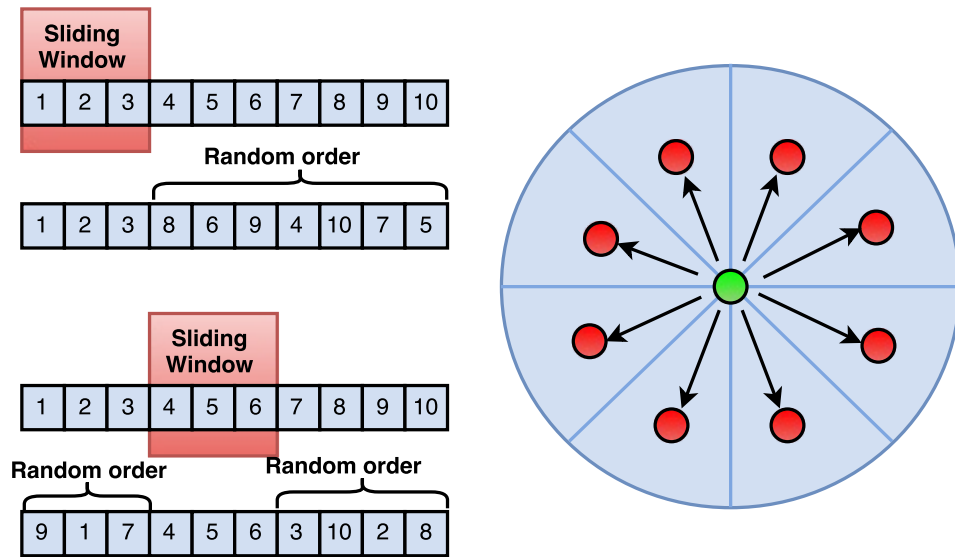 Sliding
Window
1 2 3 4 5 6 7 8 9 10
Random order
1 2 3 8 6 9 4 10 7 5
Sliding
Window
1 2 3 4 5 6 7 8 9 10
Random order Random order
9 1 7 4 5 6 3 10 2 8